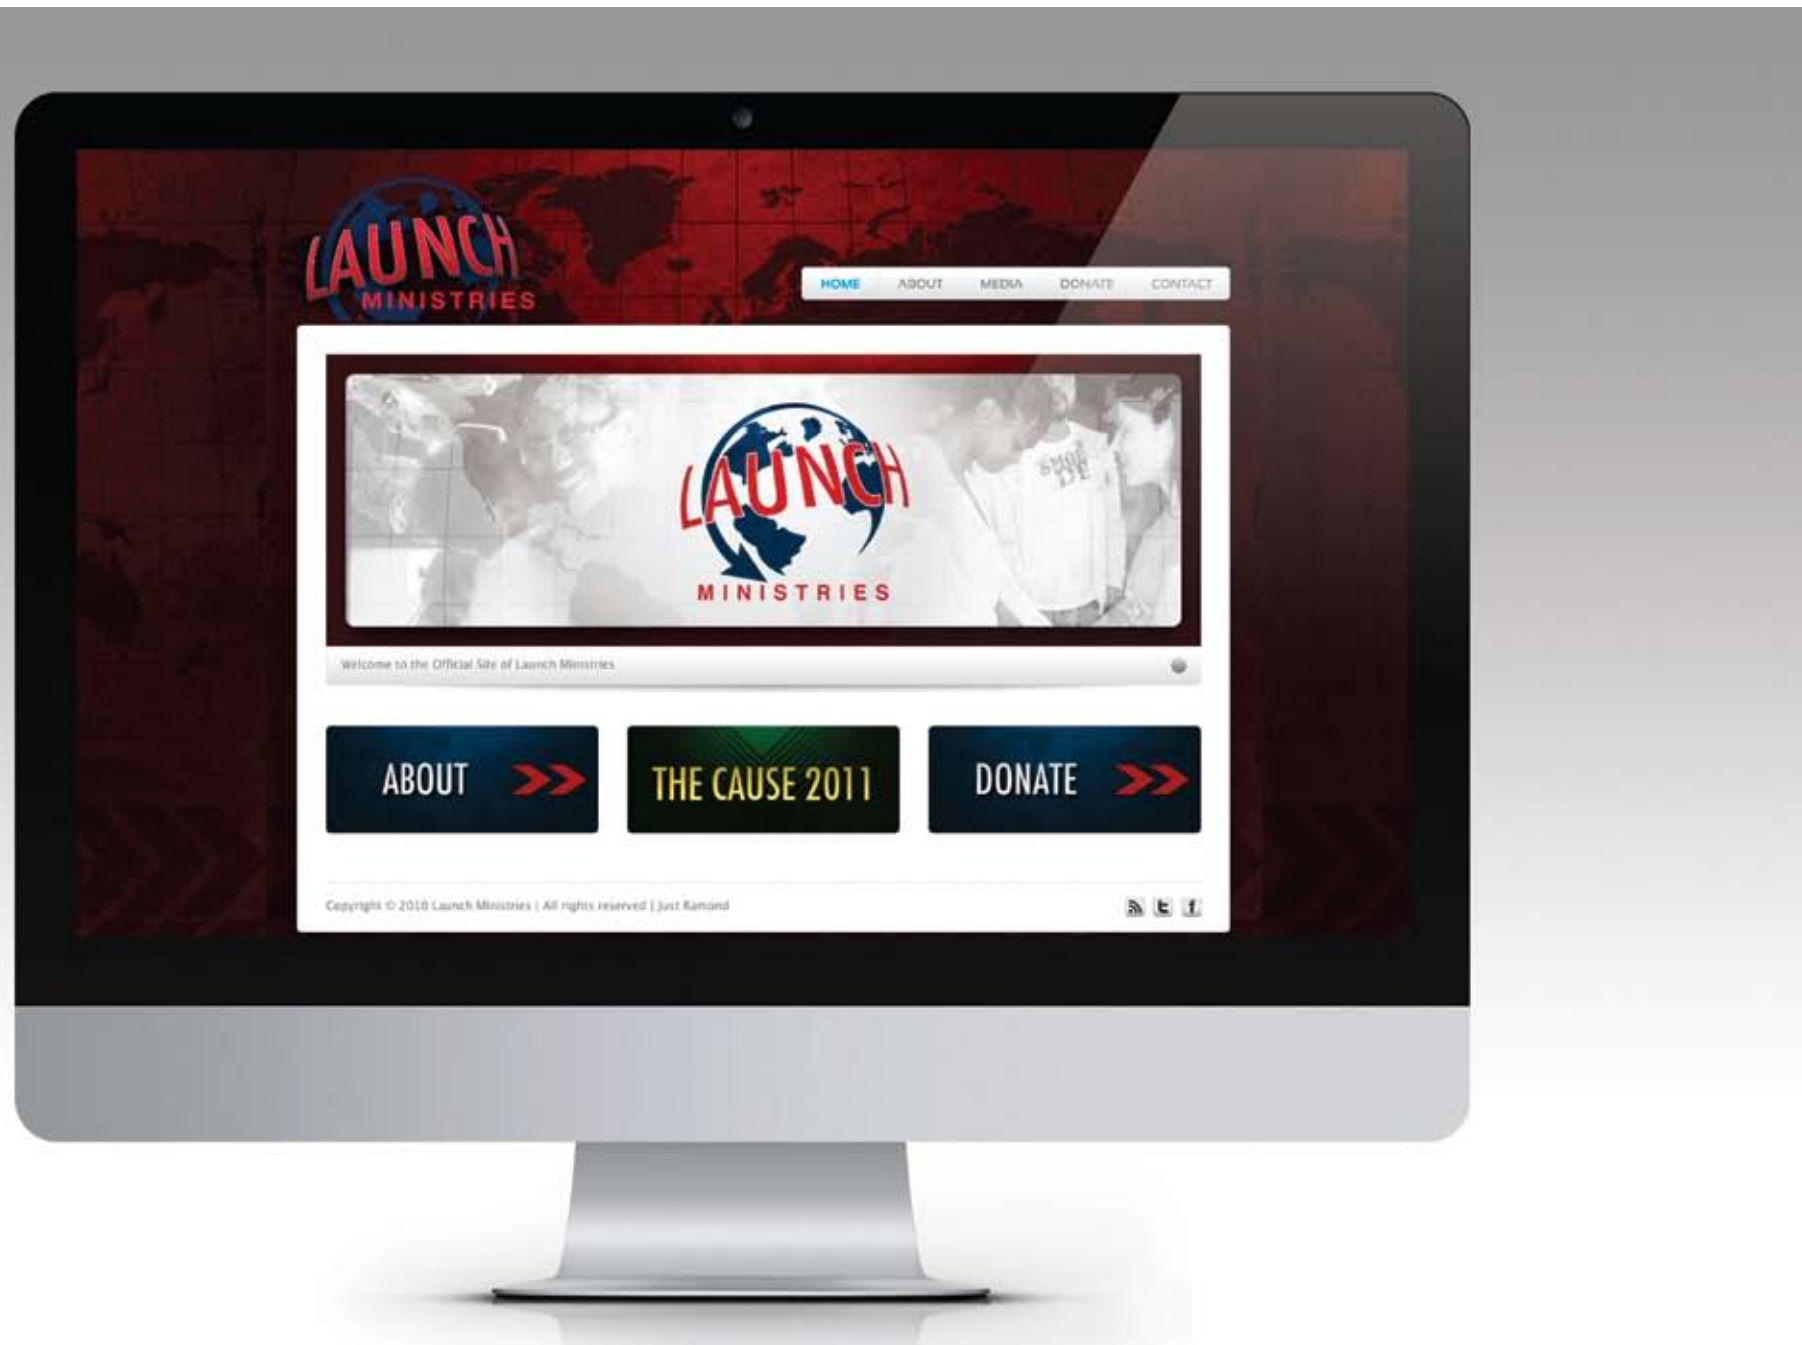 LAUNCH
MINISTRIES
HOME ABOUT MEDIA DONATE CONTACT
LAUNCH
MINISTRIES
Welcome to the Official Site of Launch Ministries
ABOUT
THE CAUSE 2011
DONATE
Copyright © 2010 Launch Ministries | All rights reserved | Just Ramond